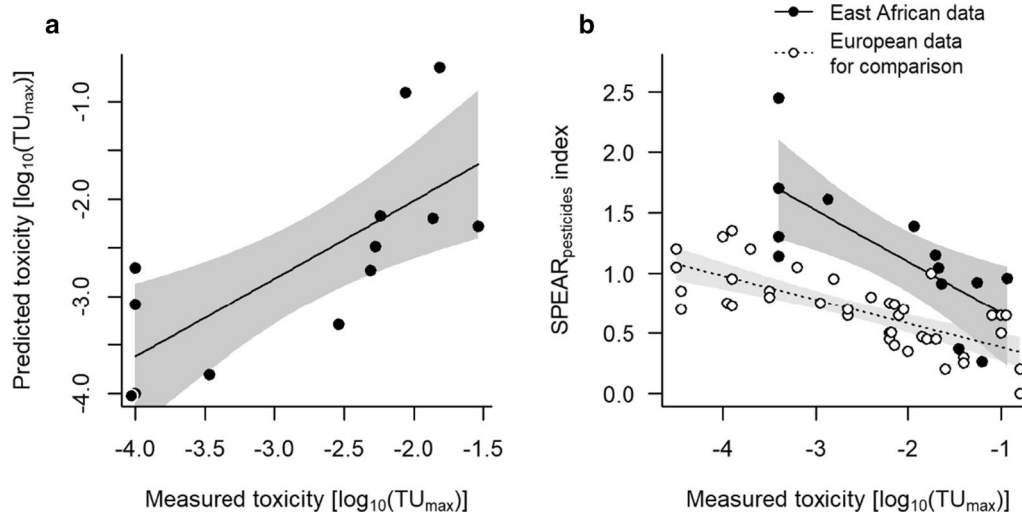 a
b
East African data
European data
for comparison
Predicted toxicity [log10(TUmax)]
-1.0
-2.0
-3.0
-4.0
-4.0 -3.5 -3.0 -2.5 -2.0 -1.5
Measured toxicity [log10(TUmax)]
SPEARpesticides index
2.5
2.0
1.5
1.0
0.5
0.0
-4 -3 -2 -1
Measured toxicity [log10(TUmax)]